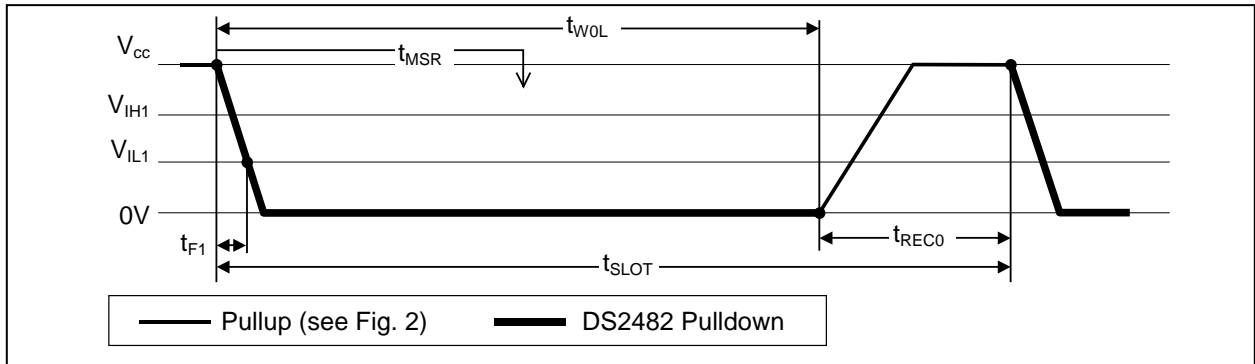 tW0L
Vcc
tMSR
VIH1
VIL1
0V
tF1
tREC0
tSLOT
Pullup (see Fig. 2)
DS2482 Pulldown